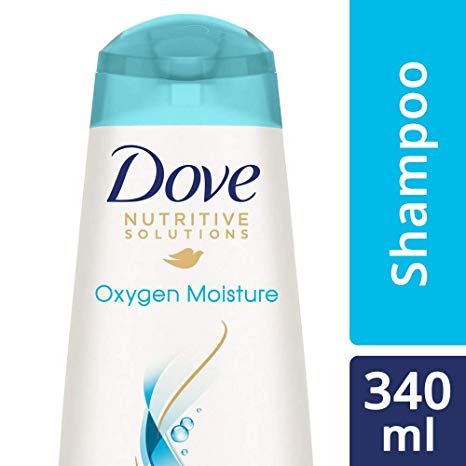 Dove
NUTRITIVE
SOLUTIONS
Oxygen Moisture
Shampoo
340
ml